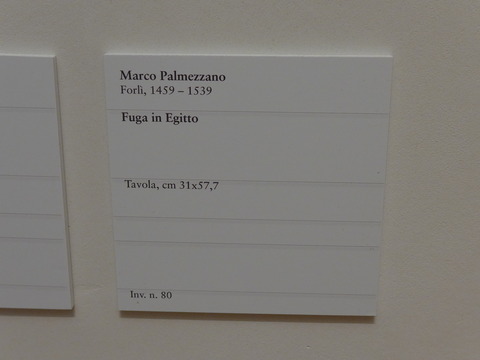 Marco Palmezzano
Forlì, 1459 – 1539
Fuga in Egitto
Tavola, cm 31x57,7
Inv. n. 80